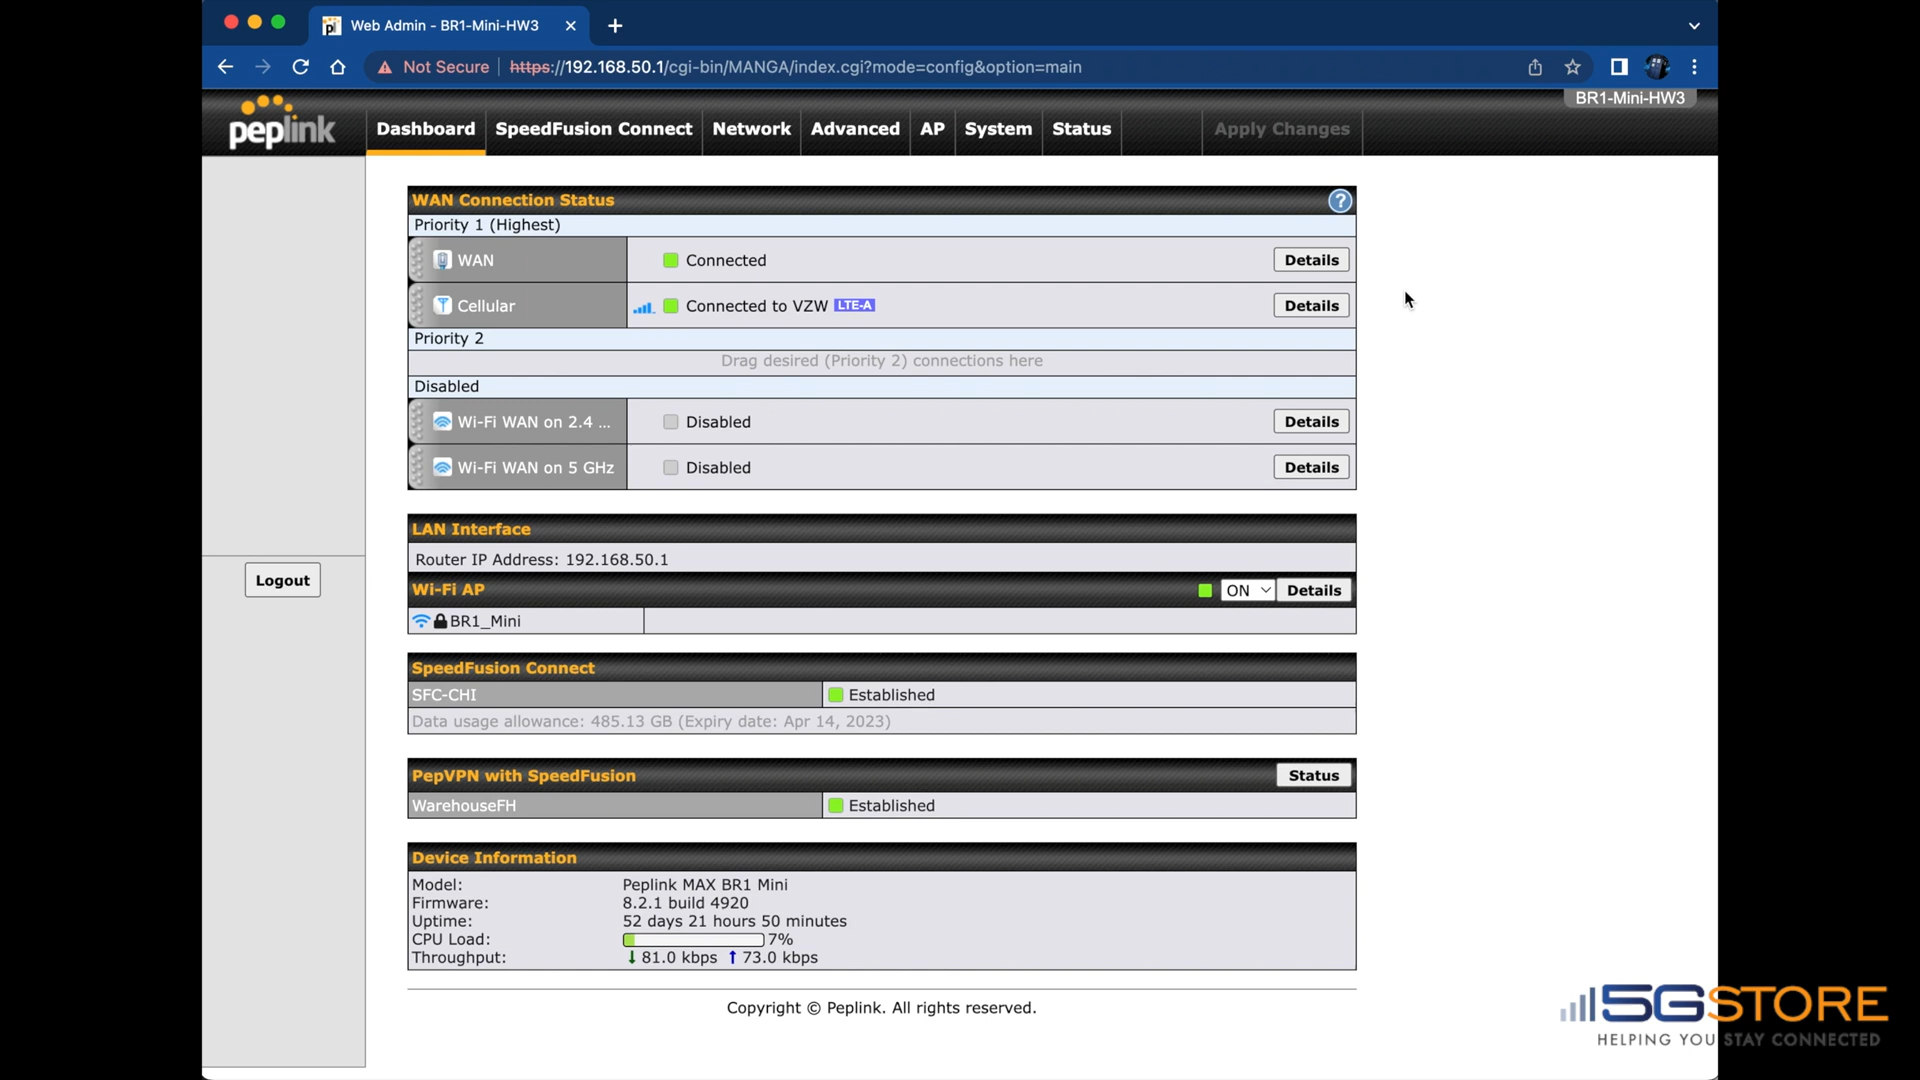 Web Admin - BR1-Mini-HW3
Not Secure https://192.168.50.1/cgi-bin/MANGA/index.cgi?mode=config&option=main
BR1-Mini-HW3
peplink
Dashboard SpeedFusion Connect Network Advanced AP System Status Apply Changes
WAN Connection Status ?
Priority 1 (Highest)
WAN Connected Details
Cellular Connected to VZW LTE-A Details
Priority 2
Drag desired (Priority 2) connections here
Disabled
Wi-Fi WAN on 2.4 ... Disabled Details
Wi-Fi WAN on 5 GHz Disabled Details
LAN Interface
Router IP Address: 192.168.50.1
Logout
Wi-Fi AP ON Details
BR1_Mini
SpeedFusion Connect
SFC-CHI Established
Data usage allowance: 485.13 GB (Expiry date: Apr 14, 2023)
PepVPN with SpeedFusion Status
WarehouseFH Established
Device Information
Model: Peplink MAX BR1 Mini
Firmware: 8.2.1 build 4920
Uptime: 52 days 21 hours 50 minutes
CPU Load: 7%
Throughput: ↓ 81.0 kbps ↑ 73.0 kbps
Copyright © Peplink. All rights reserved.
5GSTORE
HELPING YOU STAY CONNECTED